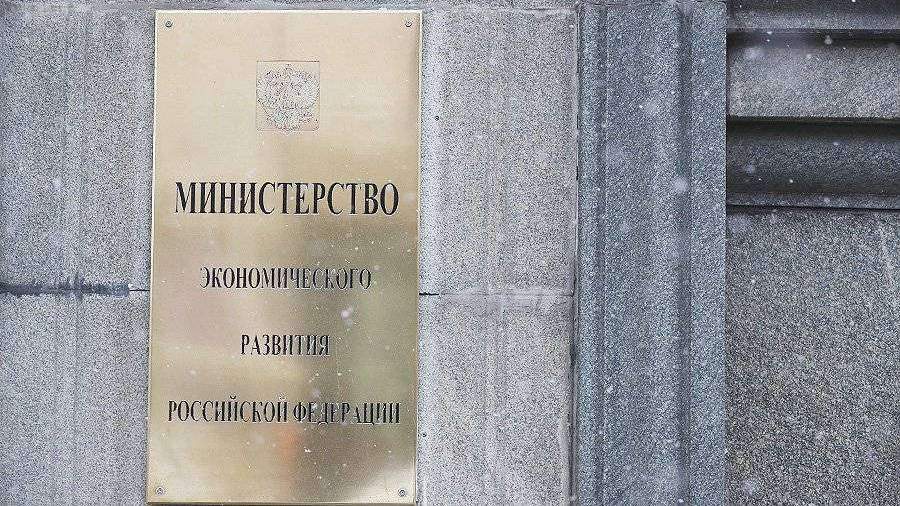 МИНИСТЕРСТВО
ЭКОНОМИЧЕСКОГО
РАЗВИТИЯ
РОССИЙСКОЙ ФЕДЕРАЦИИ